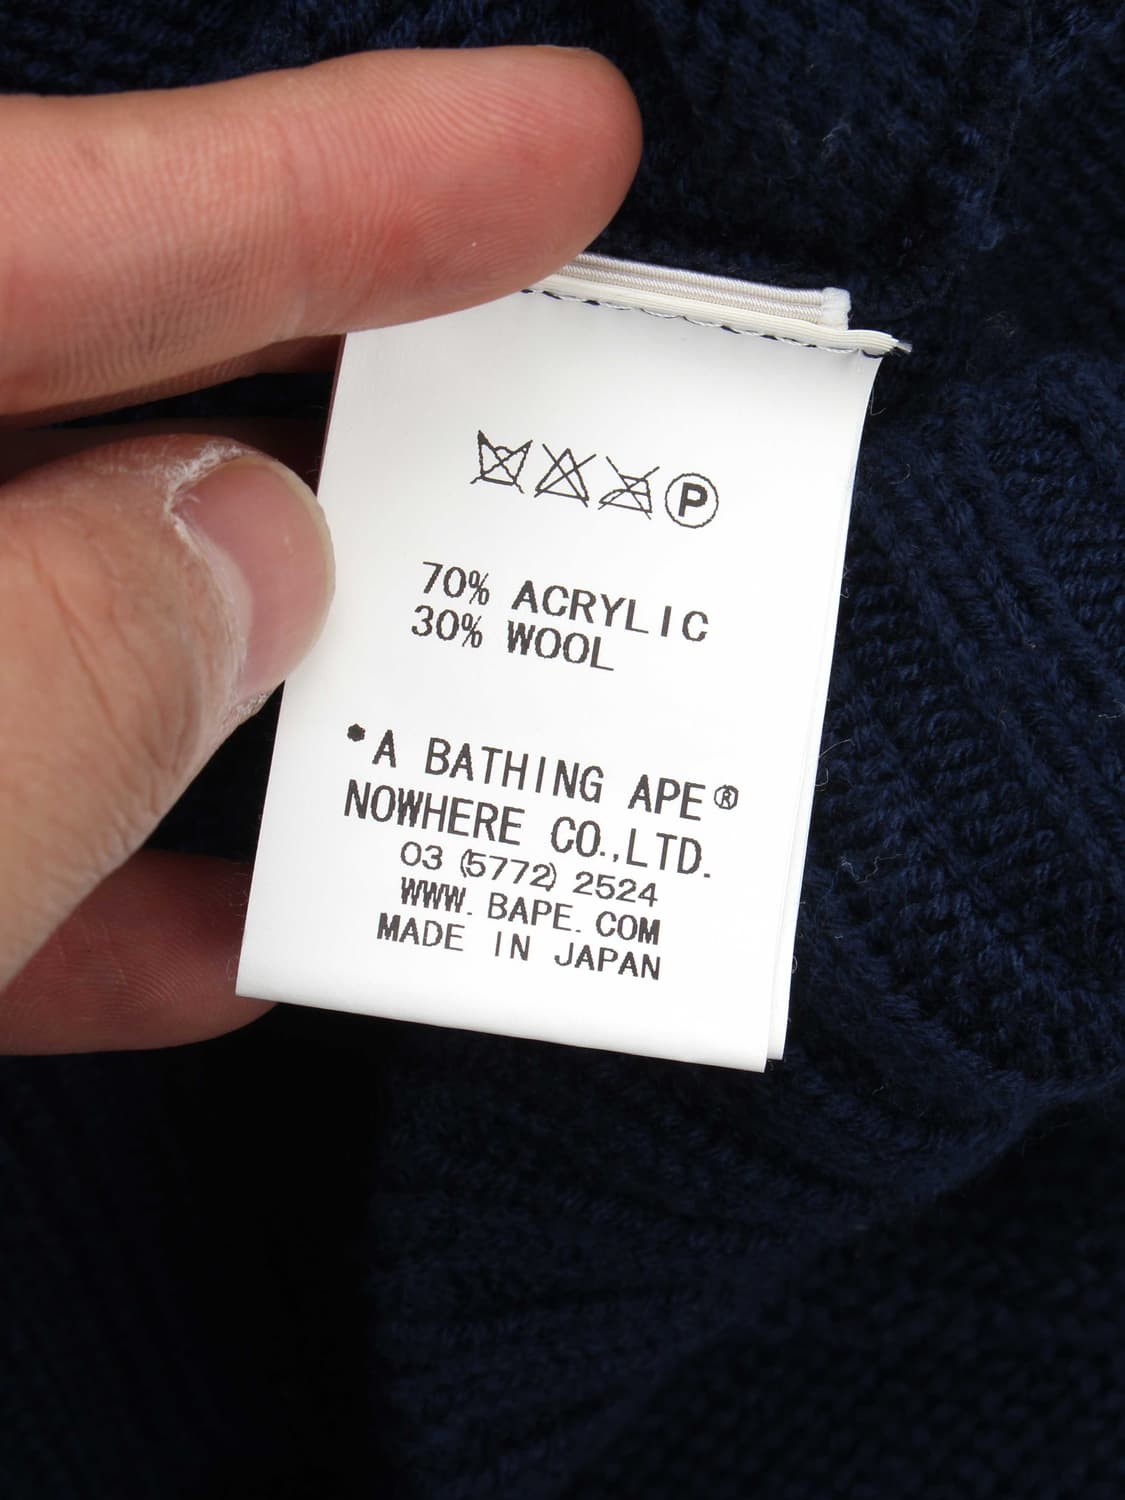 P
70% ACRYLIC
30% WOOL
*A BATHING APE®
NOWHERE CO.,LTD.
03 (5772) 2524
WWW. BAPE. COM
MADE IN JAPAN